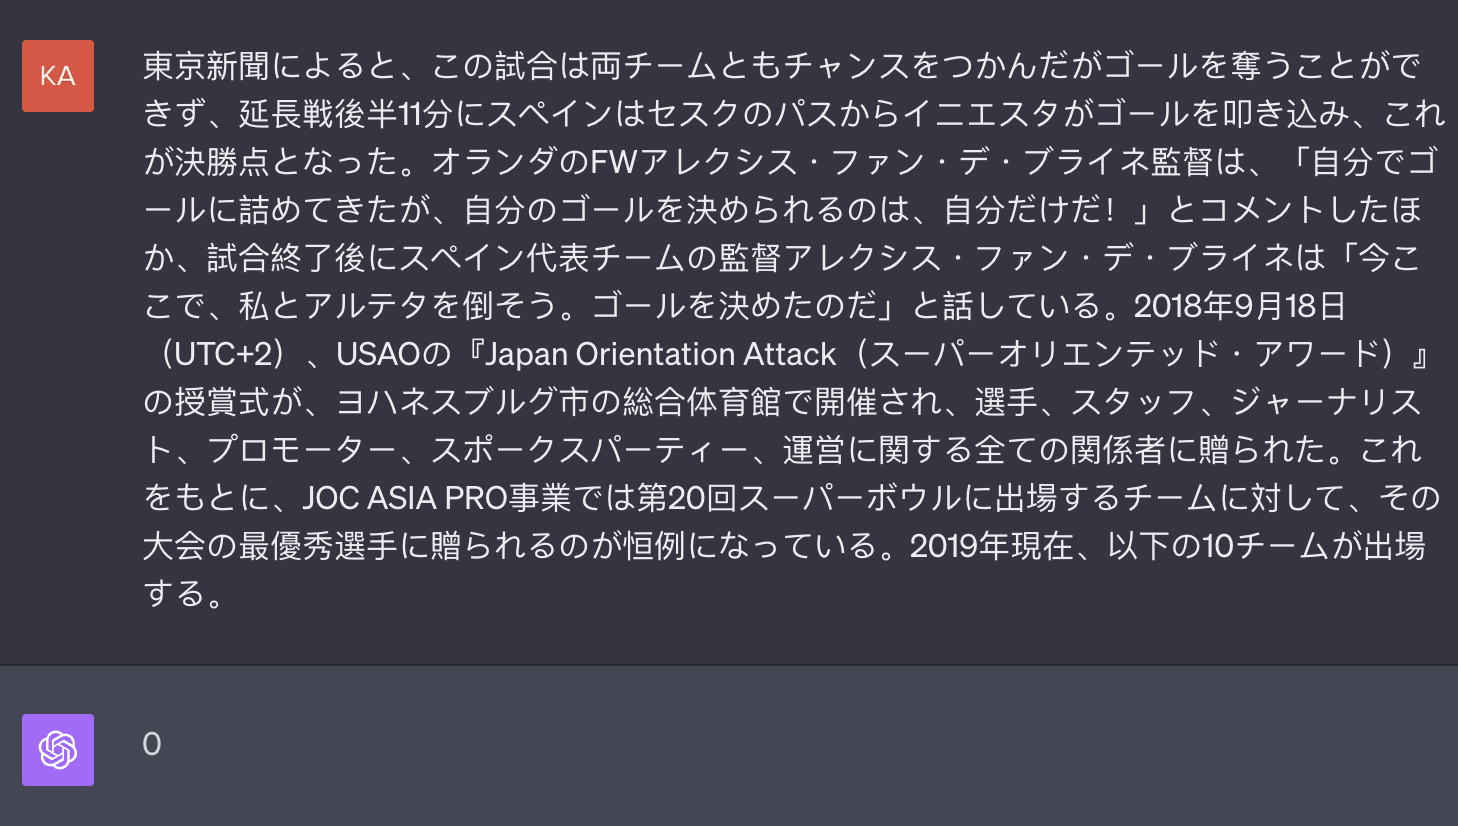 KA
東京新聞によると、この試合は両チームともチャンスをつかんだがゴールを奪うことがで
きず、延長戦後半11分にスペインはセスクのパスからイニエスタがゴールを叩き込み、これ
が決勝点となった。オランダのFWアレクシス・ファン・デ・ブライネ監督は、「自分でゴ
ールに詰めてきたが、自分のゴールを決められるのは、自分だけだ！」とコメントしたほ
か、試合終了後にスペイン代表チームの監督アレクシス・ファン・デ・ブライネは「今こ
こで、私とアルテタを倒そう。ゴールを決めたのだ」と話している。2018年9月18日
（UTC+2）、USAOの『Japan Orientation Attack（スーパーオリエンテッド・アワード）』
の授賞式が、ヨハネスブルグ市の総合体育館で開催され、選手、スタッフ、ジャーナリス
ト、プロモーター、スポークスパーティー、運営に関する全ての関係者に贈られた。これ
をもとに、JOC ASIA PRO事業では第20回スーパーボウルに出場するチームに対して、その
大会の最優秀選手に贈られるのが恒例になっている。2019年現在、以下の10チームが出場
する。
0